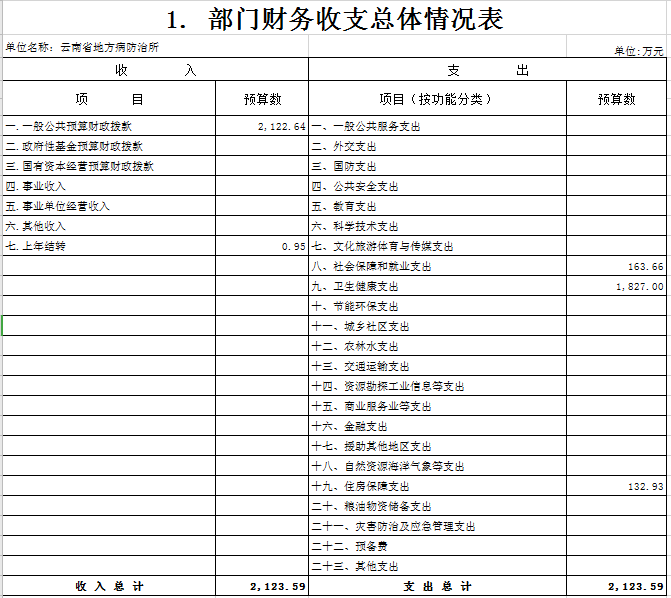 1. 部门财务收支总体情况表
单位名称：云南省地方病防治所 单位:万元
收 入 支 出
项 目 预算数 项目（按功能分类） 预算数
一.一般公共预算财政拨款 2,122.64 一、一般公共服务支出
二.政府性基金预算财政拨款 二、外交支出
三.国有资本经营预算财政拨款 三、国防支出
四.事业收入 四、公共安全支出
五.事业单位经营收入 五、教育支出
六.其他收入 六、科学技术支出
七.上年结转 0.95 七、文化旅游体育与传媒支出
八、社会保障和就业支出 163.66
九、卫生健康支出 1,827.00
十、节能环保支出
十一、城乡社区支出
十二、农林水支出
十三、交通运输支出
十四、资源勘探工业信息等支出
十五、商业服务业等支出
十六、金融支出
十七、援助其他地区支出
十八、自然资源海洋气象等支出
十九、住房保障支出 132.93
二十、粮油物资储备支出
二十一、灾害防治及应急管理支出
二十二、预备费
二十三、其他支出
收 入 总 计 2,123.59 支 出 总 计 2,123.59